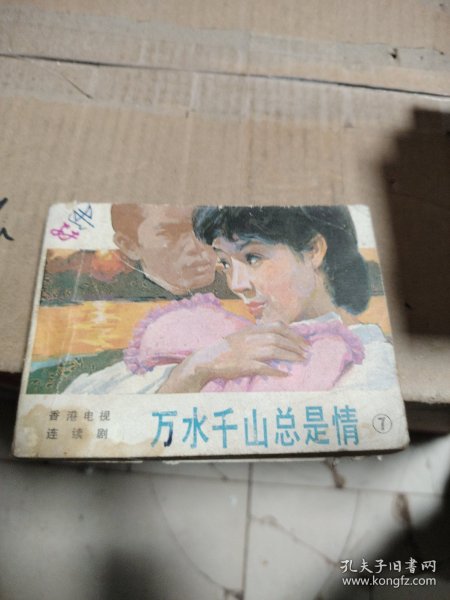 香港电视
连续剧
万水千山总是情 ⑦
孔夫子旧书网
www.kongfz.com